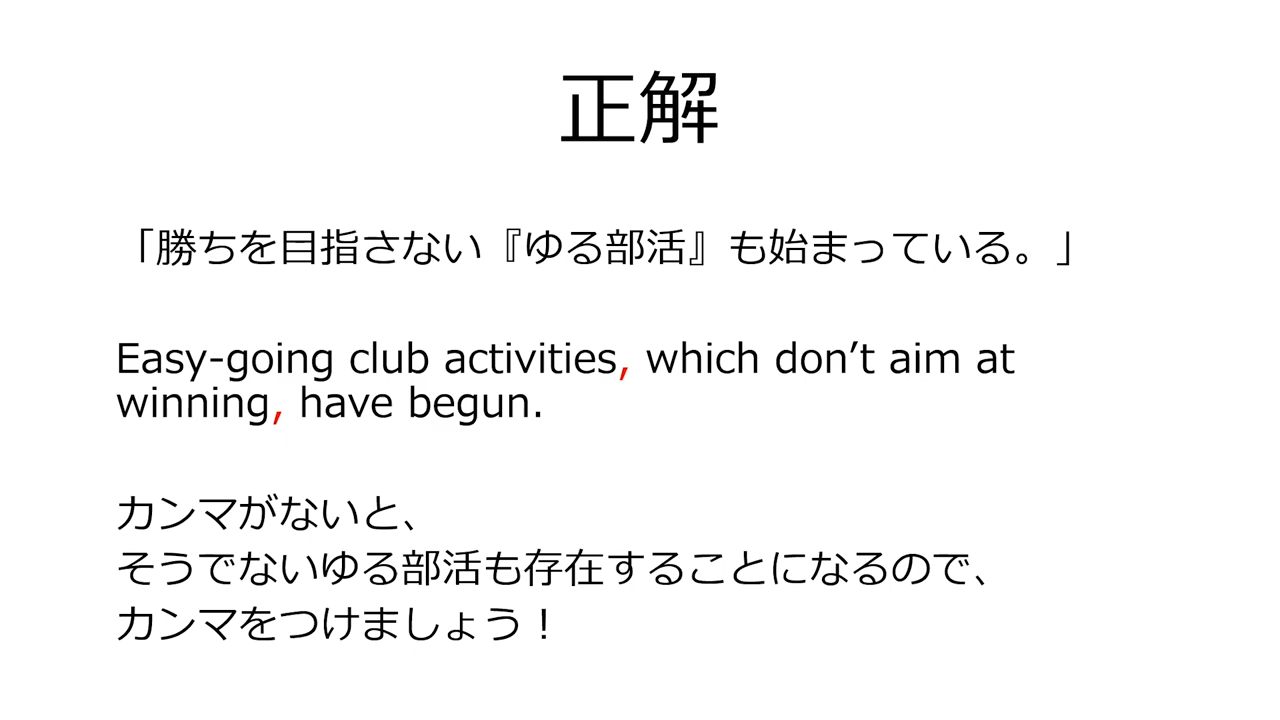 正解
「勝ちを目指さない『ゆる部活』も始まっている。」
Easy-going club activities, which don’t aim at
winning, have begun.
カンマがないと、
そうでないゆる部活も存在することになるので、
カンマをつけましょう！